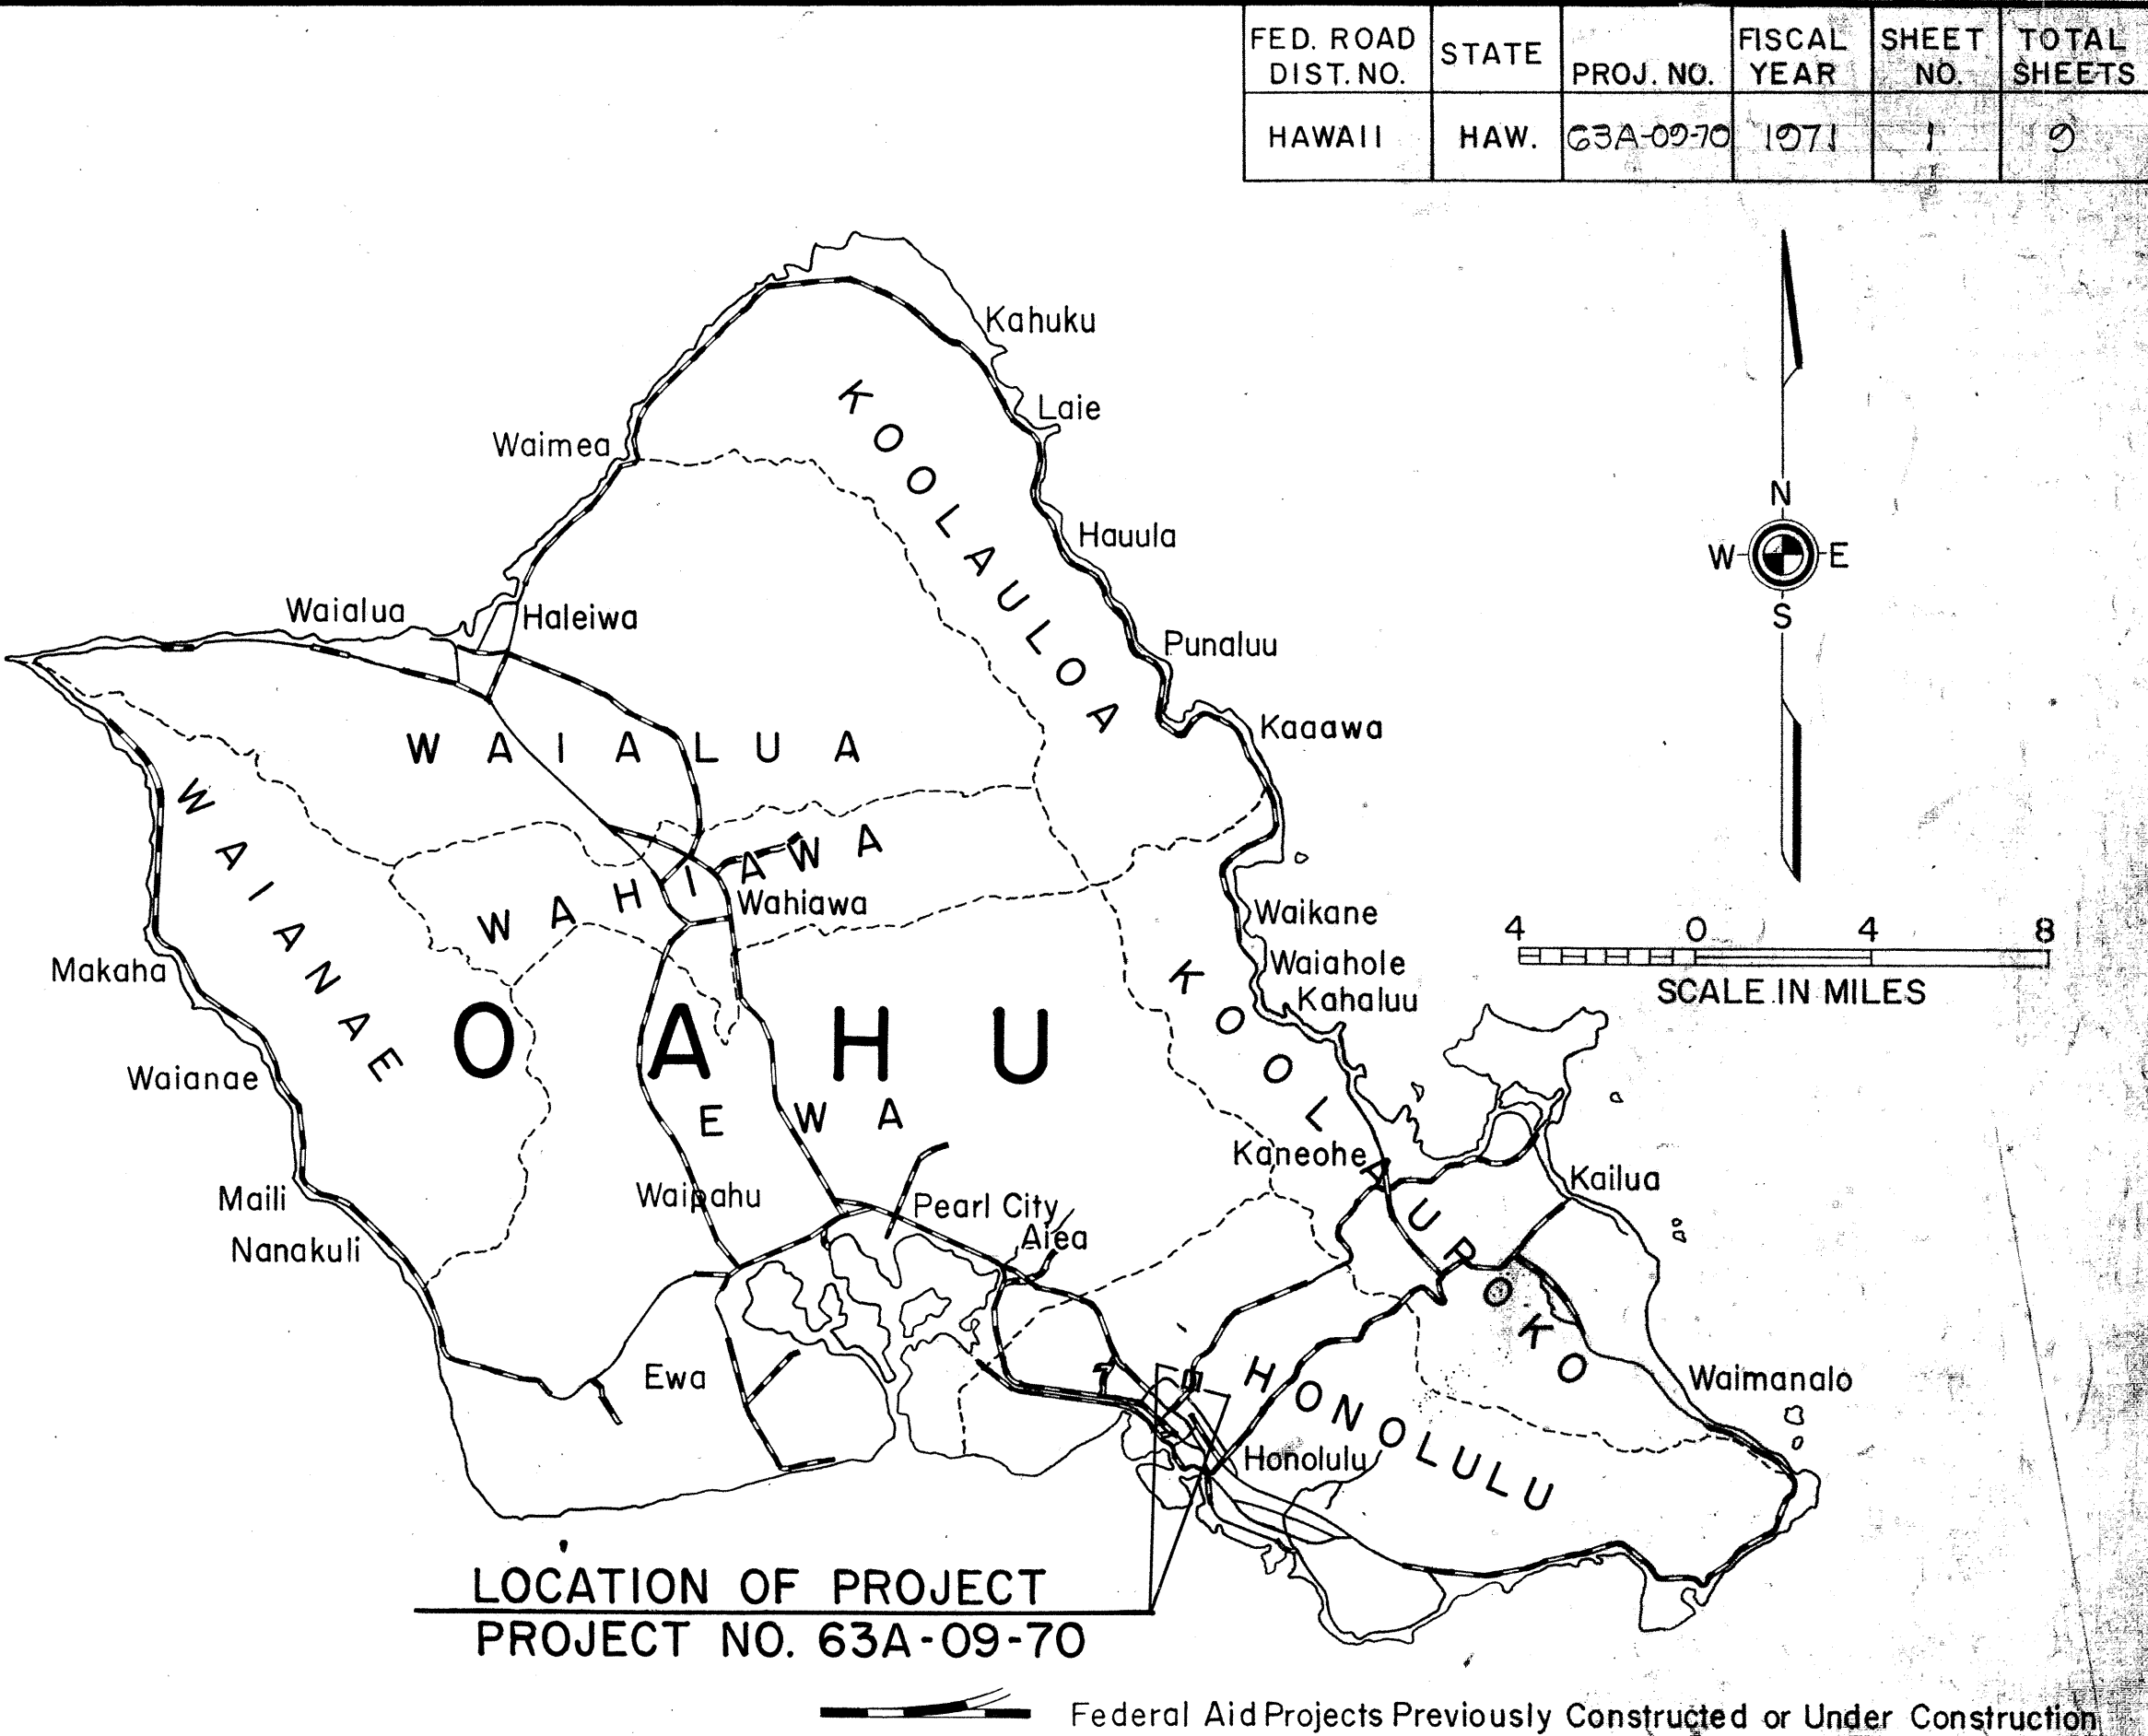 FED. ROAD DIST. NO. STATE PROJ. NO. FISCAL YEAR SHEET NO. TOTAL SHEETS
HAWAII HAW. 63A-09-70 1971 1 9
Kahuku
Laie
Waimea
KOOLAULOA
Hauula
N
W E
S
Waialua
Haleiwa
Punaluu
Kaaawa
WAIALUA
WAIANAE
WAHIAWA
Wahiawa
Waikane
4 0 4 8
SCALE IN MILES
Makaha
Waiahole
Kahaluu
KOOLAUPOKO
OAHU
Waianae
EWA
Kaneohe
Kailua
Maili
Waipahu
Pearl City
Aiea
Nanakuli
Ewa
HONOLULU
Waimanalo
Honolulu
LOCATION OF PROJECT
PROJECT NO. 63A-09-70
Federal Aid Projects Previously Constructed or Under Construction